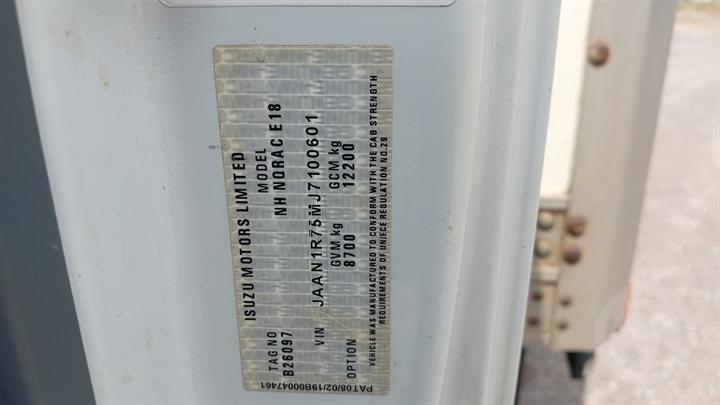 ISUZU MOTORS LIMITED
TAG NO MODEL
B26097 NH NQRAC E18
VIN JAAN1R75MJ7100601
GVM kg GCM kg
OPTION 8700 12200
VEHICLE WAS MANUFACTURED TO CONFORM WITH THE CAB STRENGTH
REQUIREMENTS OF UN/ECE REGULATION NO.29
PAT08/02/19B00047461